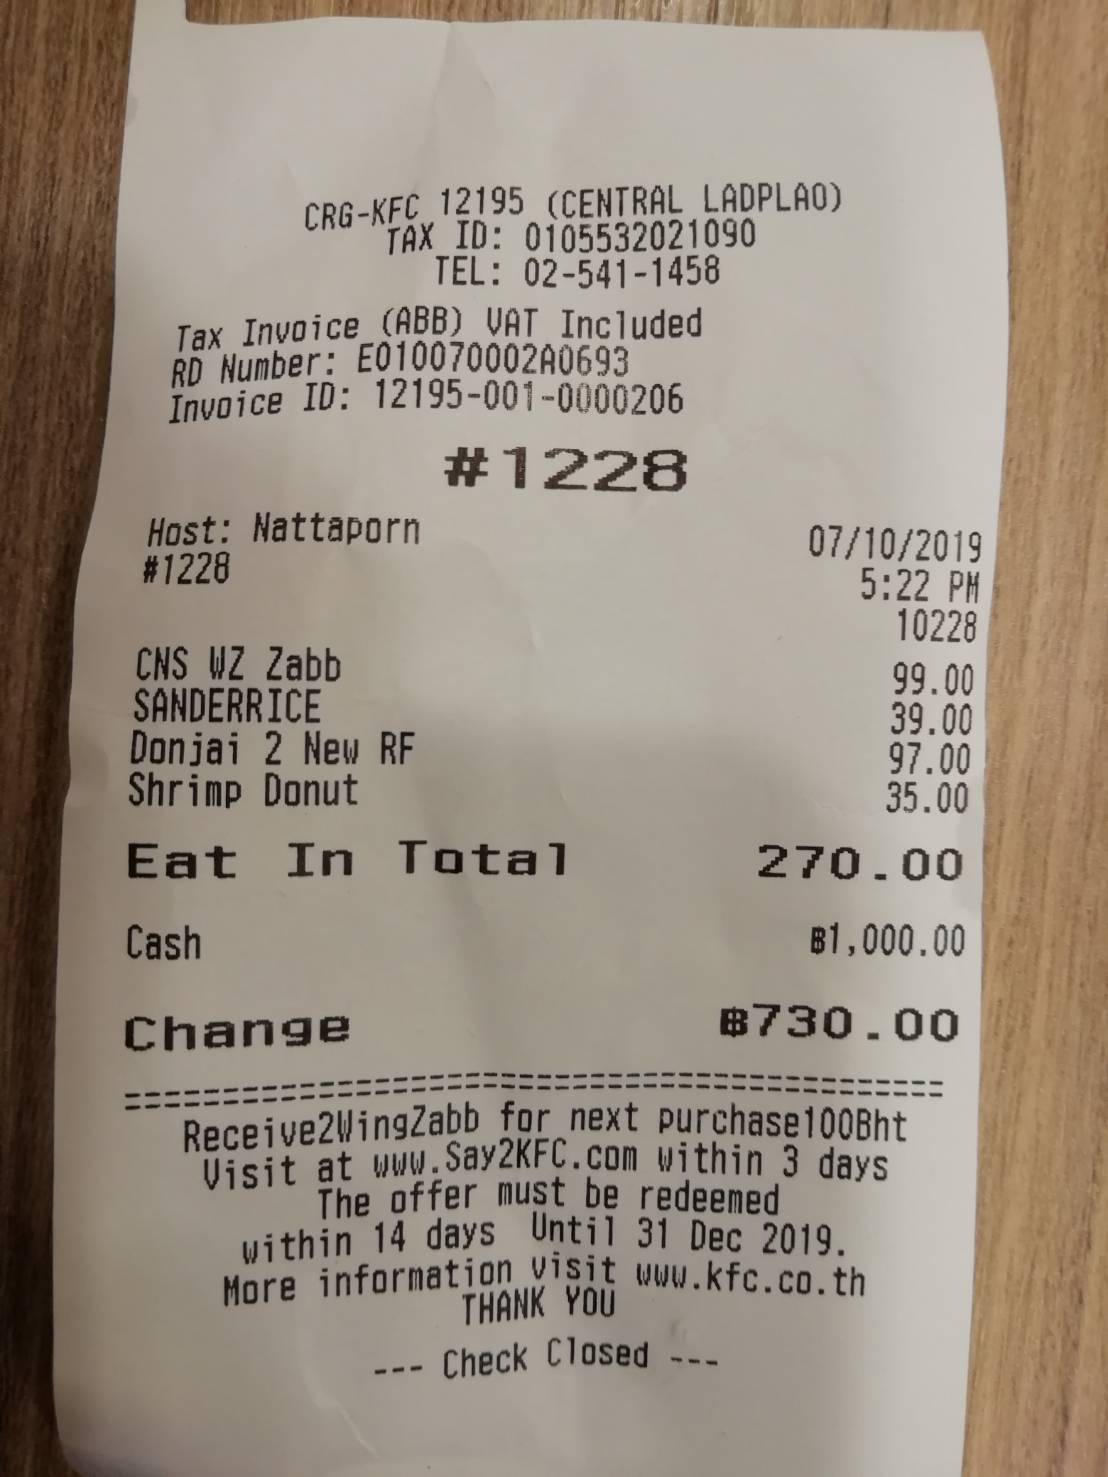 CRG-KFC 12195 (CENTRAL LADPLAO)
TAX ID: 0105532021090
TEL: 02-541-1458
Tax Invoice (ABB) VAT Included
RD Number: E010070002A0693
Invoice ID: 12195-001-0000206
#1228
Host: Nattaporn 07/10/2019
#1228 5:22 PM
10228
CNS WZ Zabb 99.00
SANDERRICE 39.00
Donjai 2 New RF 97.00
Shrimp Donut 35.00
Eat In Total 270.00
Cash ฿1,000.00
Change ฿730.00
========================================
Receive2WingZabb for next purchase100Bht
Visit at www.Say2KFC.com within 3 days
The offer must be redeemed
within 14 days Until 31 Dec 2019.
More information visit www.kfc.co.th
THANK YOU
--- Check Closed ---